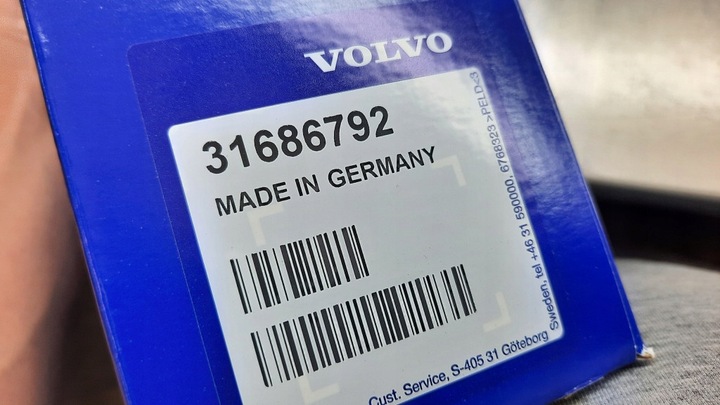 VOLVO
31686792
MADE IN GERMANY
Cust. Service, S-405 31 Göteborg
Sweden, tel +46 31 590000, 6768323 >PELD<3